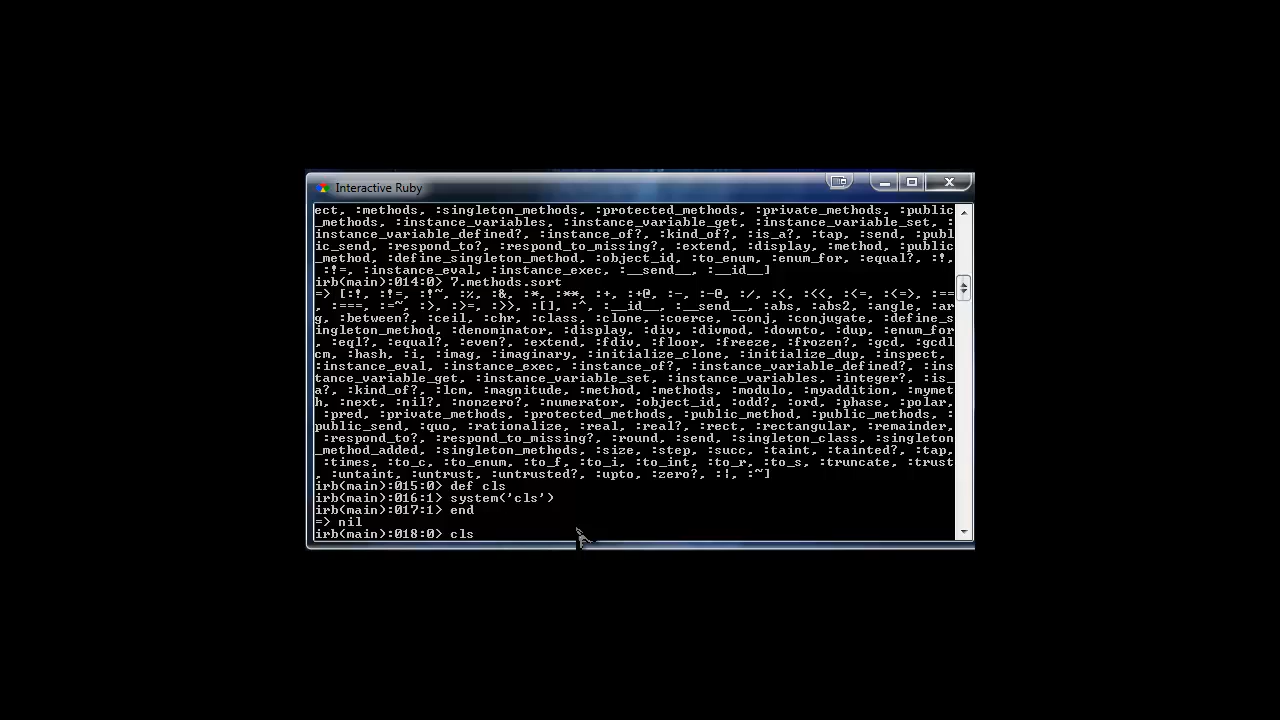 Interactive Ruby
ect, :methods, :singleton_methods, :protected_methods, :private_methods, :public
_methods, :instance_variables, :instance_variable_get, :instance_variable_set, :
instance_variable_defined?, :instance_of?, :kind_of?, :is_a?, :tap, :send, :publ
ic_send, :respond_to?, :respond_to_missing?, :extend, :display, :method, :public
_method, :define_singleton_method, :object_id, :to_enum, :enum_for, :equal?, :!,
 :!=, :instance_eval, :instance_exec, :__send__, :__id__]
irb(main):014:0> 7.methods.sort
=> [:!, :!=, :!~, :%, :&, :*, :**, :+, :+@, :-, :-@, :/, :<, :<<, :<=, :<=>, :==
, :===, :=~, :>, :>=, :>>, :[], :^, :__id__, :__send__, :abs, :abs2, :angle, :ar
g, :between?, :ceil, :chr, :class, :clone, :coerce, :conj, :conjugate, :define_s
ingleton_method, :denominator, :display, :div, :divmod, :downto, :dup, :enum_for
, :eql?, :equal?, :even?, :extend, :fdiv, :floor, :freeze, :frozen?, :gcd, :gcdl
cm, :hash, :i, :imag, :imaginary, :initialize_clone, :initialize_dup, :inspect,
:instance_eval, :instance_exec, :instance_of?, :instance_variable_defined?, :ins
tance_variable_get, :instance_variable_set, :instance_variables, :integer?, :is_
a?, :kind_of?, :lcm, :magnitude, :method, :methods, :modulo, :myaddition, :mymet
h, :next, :nil?, :nonzero?, :numerator, :object_id, :odd?, :ord, :phase, :polar,
 :pred, :private_methods, :protected_methods, :public_method, :public_methods, :
public_send, :quo, :rationalize, :real, :real?, :rect, :rectangular, :remainder,
 :respond_to?, :respond_to_missing?, :round, :send, :singleton_class, :singleton
_method_added, :singleton_methods, :size, :step, :succ, :taint, :tainted?, :tap,
 :times, :to_c, :to_enum, :to_f, :to_i, :to_int, :to_r, :to_s, :truncate, :trust
, :untaint, :untrust, :untrusted?, :upto, :zero?, :|, :~]
irb(main):015:0> def cls
irb(main):016:1> system('cls')
irb(main):017:1> end
=> nil
irb(main):018:0> cls